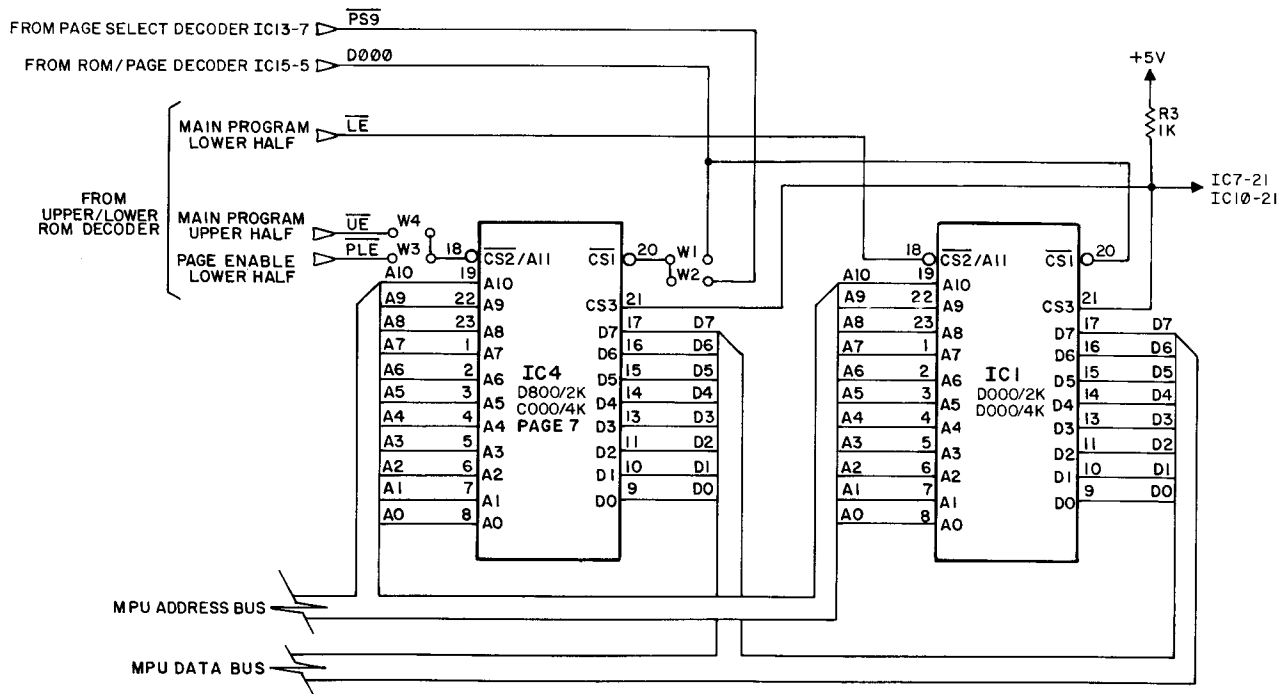 FROM PAGE SELECT DECODER IC13-7 PS9
FROM ROM/PAGE DECODER IC15-5 D000
+5V
R3
1K
MAIN PROGRAM
LOWER HALF
LE
IC7-21
IC10-21
FROM
UPPER/LOWER
ROM DECODER
MAIN PROGRAM
UPPER HALF
UE W4
PAGE ENABLE
LOWER HALF
PLE W3
18 CS2/A11
CS1 20 W1
W2
A10 19 A10
A9 22 A9
A8 23 A8
A7 1 A7
A6 2 A6
A5 3 A5
A4 4 A4
A3 5 A3
A2 6 A2
A1 7 A1
A0 8 A0
IC4
D800/2K
C000/4K
PAGE 7
CS3 21
D7 17 D7
D6 16 D6
D5 15 D5
D4 14 D4
D3 13 D3
D2 11 D2
D1 10 D1
D0 9 D0
18 CS2/A11
CS1 20
A10 19 A10
A9 22 A9
A8 23 A8
A7 1 A7
A6 2 A6
A5 3 A5
A4 4 A4
A3 5 A3
A2 6 A2
A1 7 A1
A0 8 A0
IC1
D000/2K
D000/4K
CS3 21
D7 17 D7
D6 16 D6
D5 15 D5
D4 14 D4
D3 13 D3
D2 11 D2
D1 10 D1
D0 9 D0
MPU ADDRESS BUS
MPU DATA BUS